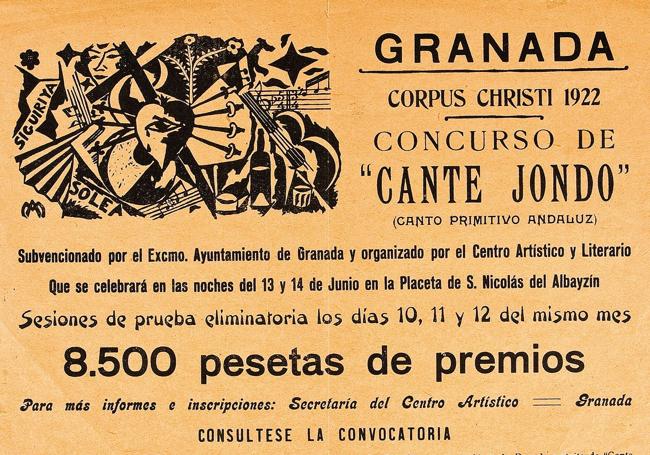 SIGUIRIYA
SOLEA
GRANADA
CORPUS CHRISTI 1922
CONCURSO DE
"CANTE JONDO"
(CANTO PRIMITIVO ANDALUZ)
Subvencionado por el Excmo. Ayuntamiento de Granada y organizado por el Centro Artístico y Literario
Que se celebrará en las noches del 13 y 14 de Junio en la Placeta de S. Nicolás del Albayzín
Sesiones de prueba eliminatoria los días 10, 11 y 12 del mismo mes
8.500 pesetas de premios
Para más informes e inscripciones: Secretaría del Centro Artístico == Granada
CONSULTESE LA CONVOCATORIA